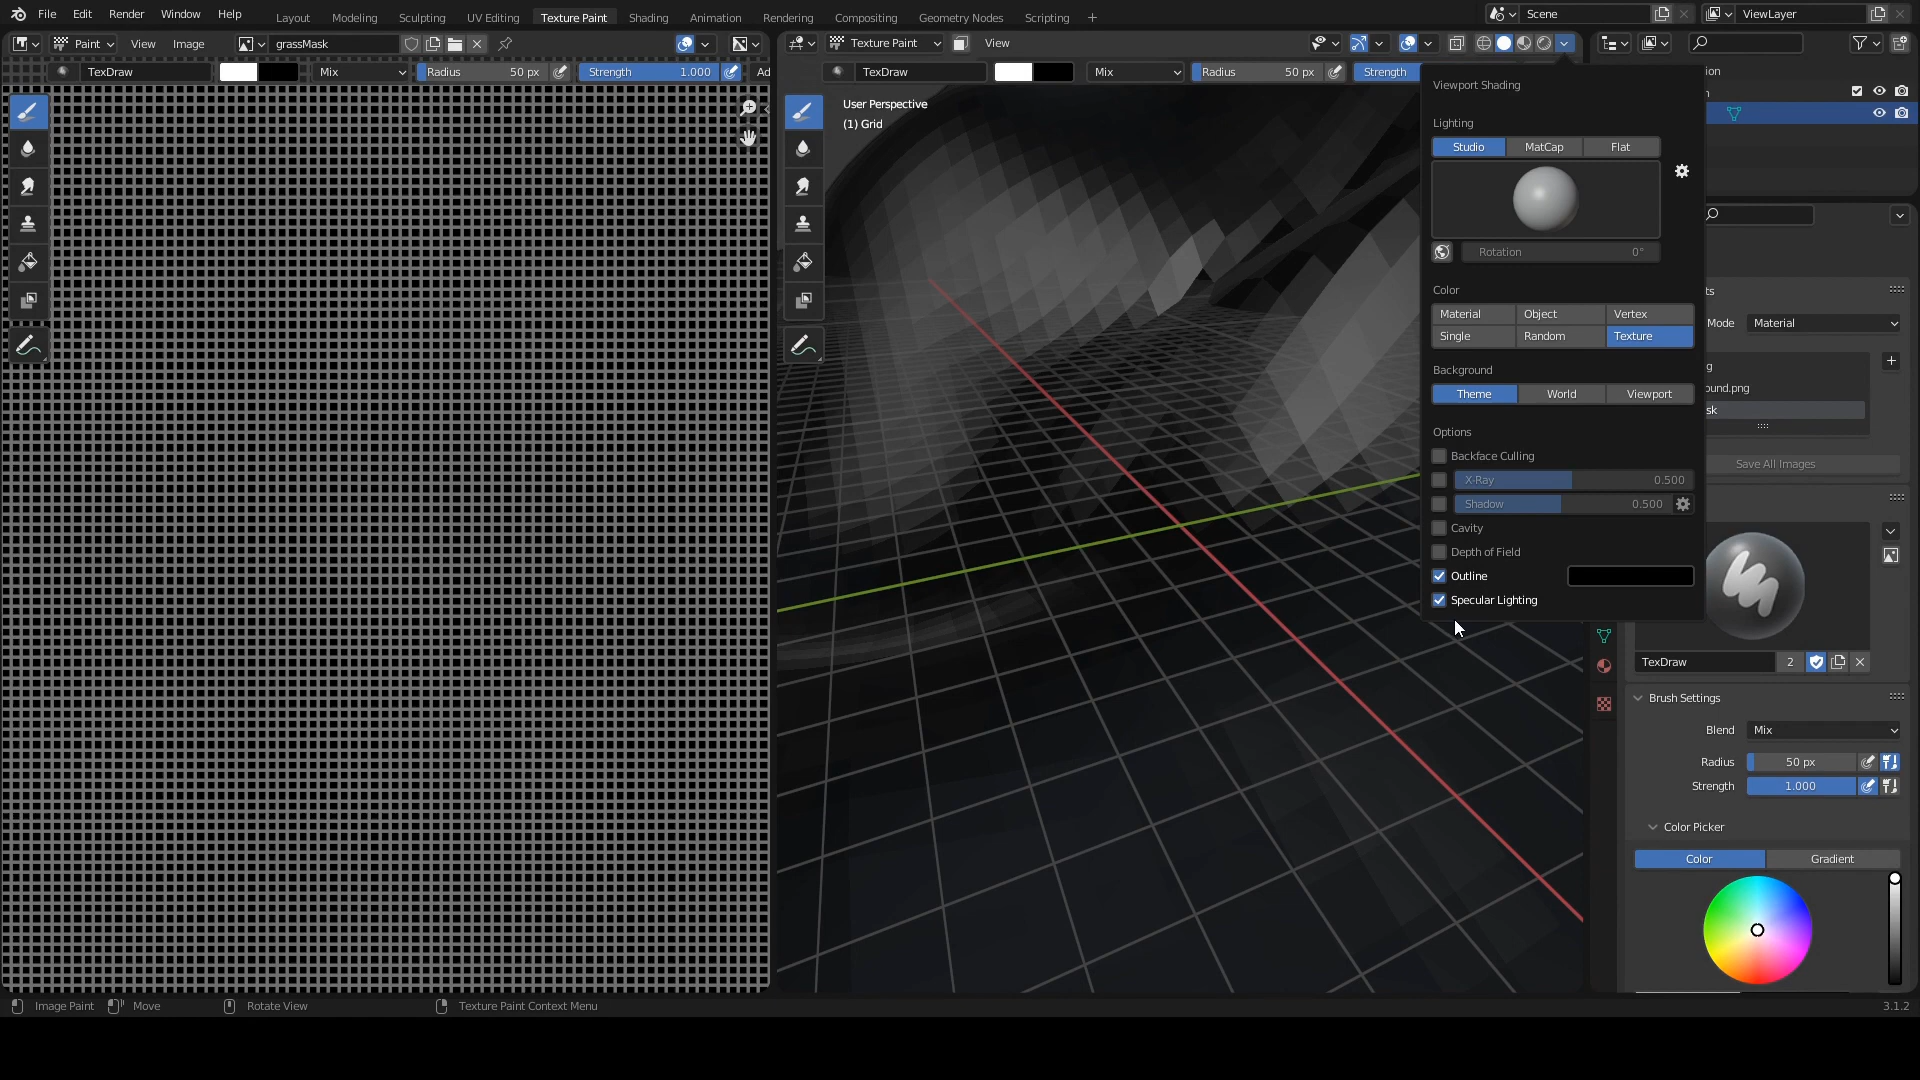 File Edit Render Window Help Layout Modeling Sculpting UV Editing Texture Paint Shading Animation Rendering Compositing Geometry Nodes Scripting + Scene ViewLayer
Paint View Image grassMask Texture Paint View
TexDraw Mix Radius 50 px Strength 1.000 Ad TexDraw Mix Radius 50 px Strength
User Perspective
(1) Grid
Viewport Shading
Lighting
Studio MatCap Flat
Rotation 0°
Color
Material Object Vertex
Single Random Texture
Background
Theme World Viewport
Options
Backface Culling
X-Ray 0.500
Shadow 0.500
Cavity
Depth of Field
Outline
Specular Lighting
ion
n
ts
Mode Material
g
ound.png
sk
Save All Images
TexDraw 2
Brush Settings
Blend Mix
Radius 50 px
Strength 1.000
Color Picker
Color Gradient
Image Paint Move Rotate View Texture Paint Context Menu 3.1.2